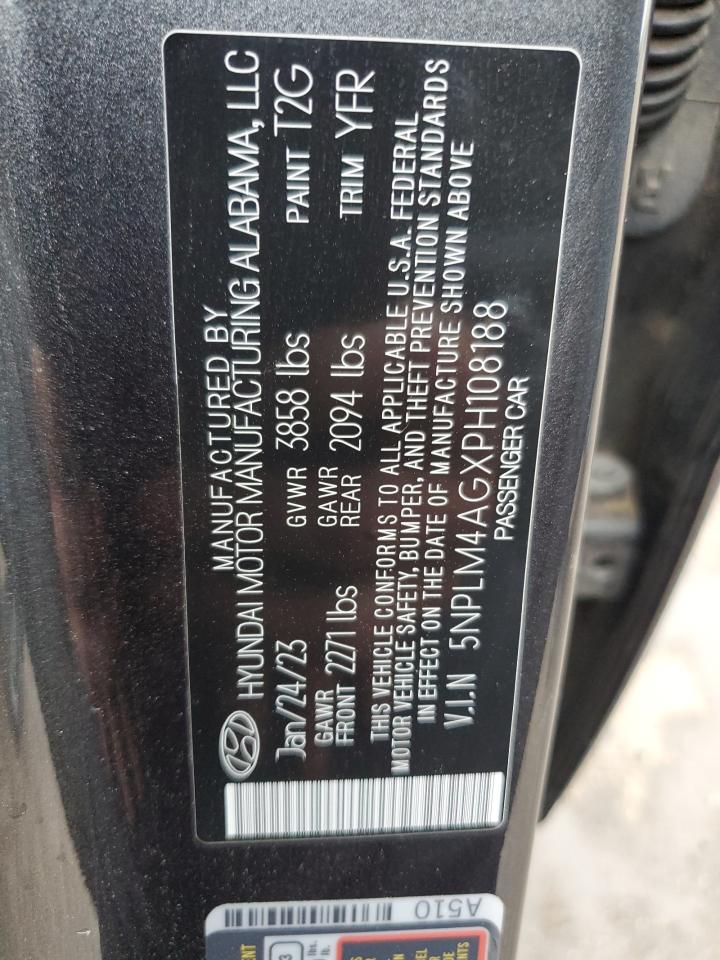 MANUFACTURED BY
HYUNDAI MOTOR MANUFACTURING ALABAMA, LLC
Jan/24/23 GVWR 3858 lbs PAINT T2G
GAWR FRONT 2271 lbs GAWR REAR 2094 lbs TRIM YFR
THIS VEHICLE CONFORMS TO ALL APPLICABLE U.S.A. FEDERAL
MOTOR VEHICLE SAFETY, BUMPER, AND THEFT PREVENTION STANDARDS
IN EFFECT ON THE DATE OF MANUFACTURE SHOWN ABOVE
V.I.N 5NPLM4AGXPH108188
PASSENGER CAR
A510